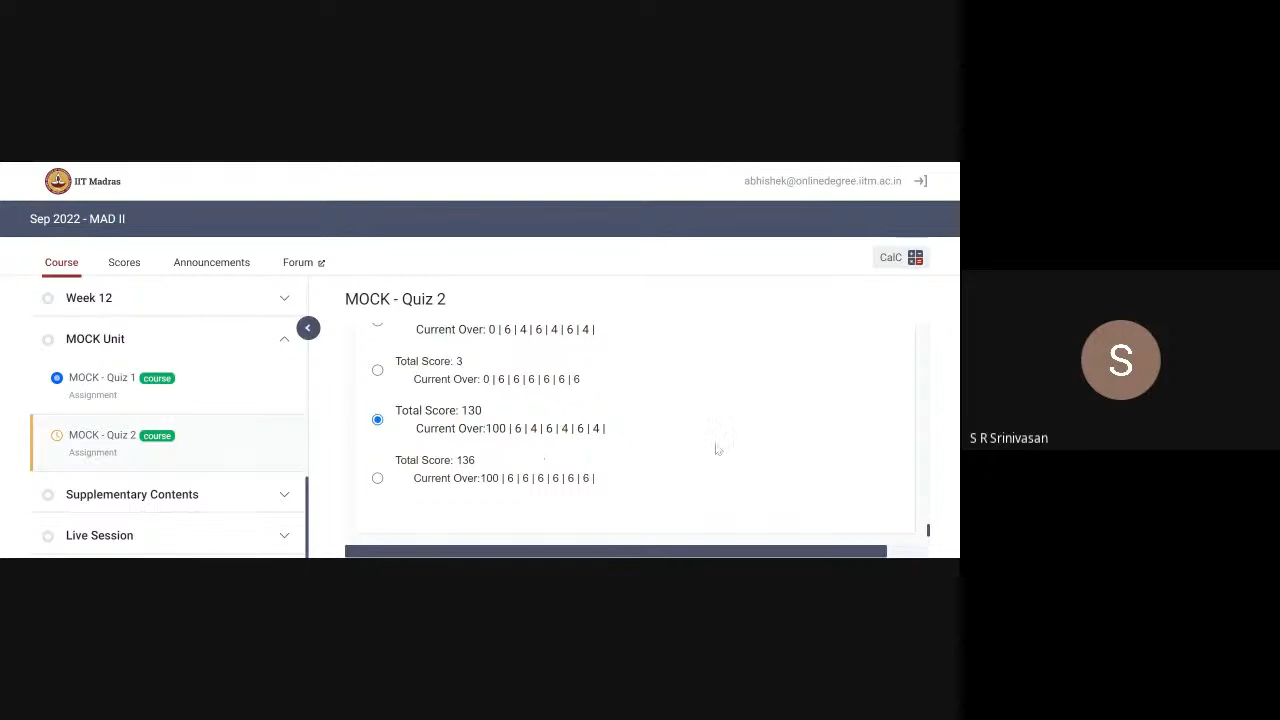 IIT Madras
abhishek@onlinedegree.iitm.ac.in
Sep 2022 - MAD II
Course Scores Announcements Forum
CalC
Week 12
MOCK Unit
MOCK - Quiz 1 course
Assignment
MOCK - Quiz 2 course
Assignment
Supplementary Contents
Live Session
MOCK - Quiz 2
Current Over: 0 | 6 | 4 | 6 | 4 | 6 | 4 |
Total Score: 3
Current Over: 0 | 6 | 6 | 6 | 6 | 6 | 6
Total Score: 130
Current Over:100 | 6 | 4 | 6 | 4 | 6 | 4 |
Total Score: 136
Current Over:100 | 6 | 6 | 6 | 6 | 6 | 6 |
S
S R Srinivasan